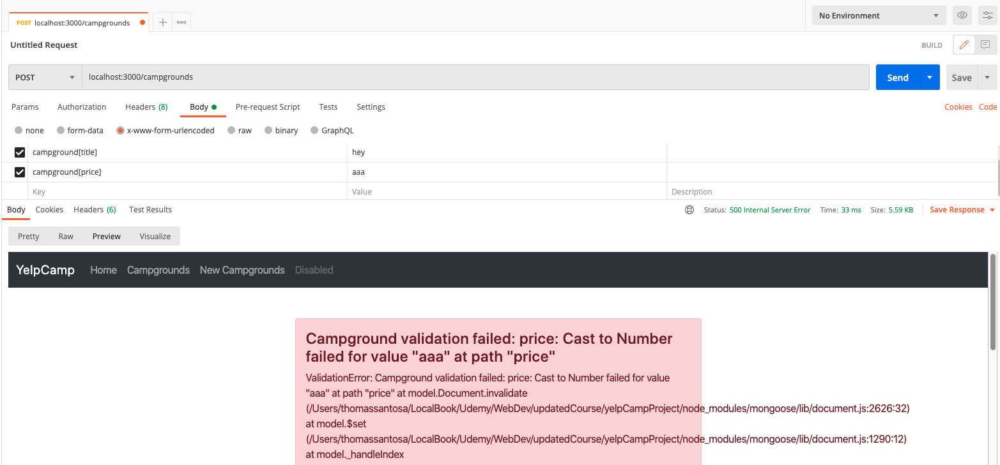 POST localhost:3000/campgrounds
No Environment
Untitled Request
BUILD
POST localhost:3000/campgrounds Send Save
Params Authorization Headers (8) Body Pre-request Script Tests Settings Cookies Code
none form-data x-www-form-urlencoded raw binary GraphQL
campground[title] hey
campground[price] aaa
Key Value Description
Body Cookies Headers (6) Test Results Status: 500 Internal Server Error Time: 33 ms Size: 5.59 KB Save Response
Pretty Raw Preview Visualize
YelpCamp Home Campgrounds New Campgrounds Disabled
Campground validation failed: price: Cast to Number
failed for value "aaa" at path "price"
ValidationError: Campground validation failed: price: Cast to Number failed for value
"aaa" at path "price" at model.Document.invalidate
(/Users/thomassantosa/LocalBook/Udemy/WebDev/updatedCourse/yelpCampProject/node_modules/mongoose/lib/document.js:2626:32)
at model.$set
(/Users/thomassantosa/LocalBook/Udemy/WebDev/updatedCourse/yelpCampProject/node_modules/mongoose/lib/document.js:1290:12)
at model._handleIndex